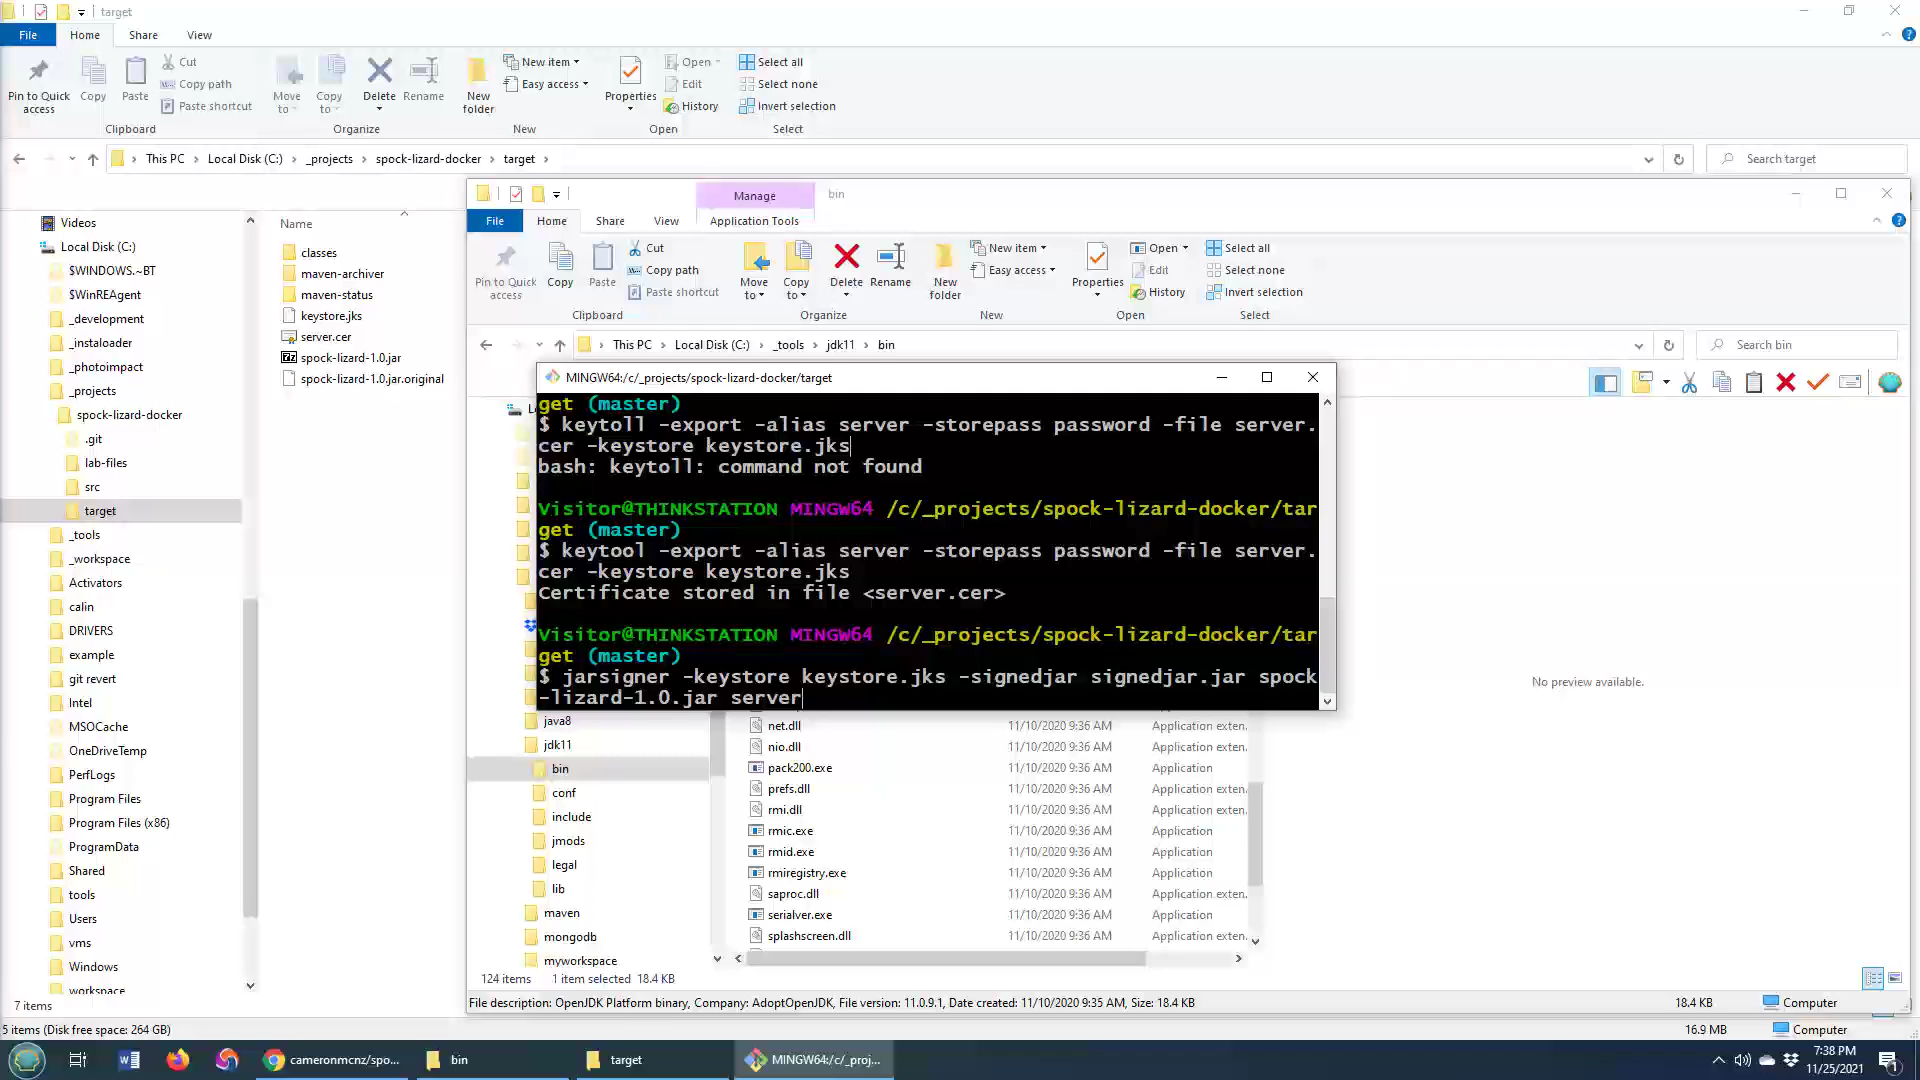 target
File Home Share View
Pin to Quick access
Copy
Paste
Cut
Copy path
Paste shortcut
Clipboard
Move to
Copy to
Delete
Rename
Organize
New folder
New item
Easy access
New
Properties
Open
Edit
History
Open
Select all
Select none
Invert selection
Select
This PC › Local Disk (C:) › _projects › spock-lizard-docker › target ›
Search target
Videos
Local Disk (C:)
$WINDOWS.~BT
$WinREAgent
_development
_instaloader
_photoimpact
_projects
spock-lizard-docker
.git
lab-files
src
target
_tools
_workspace
Activators
calin
DRIVERS
example
git revert
Intel
MSOCache
OneDriveTemp
PerfLogs
Program Files
Program Files (x86)
ProgramData
Shared
tools
Users
vms
Windows
workspace
7 items
5 items (Disk free space: 264 GB)
Name
classes
maven-archiver
maven-status
keystore.jks
server.cer
spock-lizard-1.0.jar
spock-lizard-1.0.jar.original
Manage
bin
File Home Share View Application Tools
Pin to Quick access
Copy
Paste
Cut
Copy path
Paste shortcut
Clipboard
Move to
Copy to
Delete
Rename
Organize
New folder
New item
Easy access
New
Properties
Open
Edit
History
Open
Select all
Select none
Invert selection
Select
This PC › Local Disk (C:) › _tools › jdk11 › bin
Search bin
MINGW64:/c/_projects/spock-lizard-docker/target
get (master)
$ keytoll -export -alias server -storepass password -file server.
cer -keystore keystore.jks
bash: keytoll: command not found
Visitor@THINKSTATION MINGW64 /c/_projects/spock-lizard-docker/tar
get (master)
$ keytool -export -alias server -storepass password -file server.
cer -keystore keystore.jks
Certificate stored in file <server.cer>
Visitor@THINKSTATION MINGW64 /c/_projects/spock-lizard-docker/tar
get (master)
$ jarsigner -keystore keystore.jks -signedjar signedjar.jar spock
-lizard-1.0.jar server
No preview available.
java8
jdk11
bin
conf
include
jmods
legal
lib
maven
mongodb
myworkspace
net.dll 11/10/2020 9:36 AM Application exten.
nio.dll 11/10/2020 9:36 AM Application exten.
pack200.exe 11/10/2020 9:36 AM Application
prefs.dll 11/10/2020 9:36 AM Application exten.
rmi.dll 11/10/2020 9:36 AM Application exten.
rmic.exe 11/10/2020 9:36 AM Application
rmid.exe 11/10/2020 9:36 AM Application
rmiregistry.exe 11/10/2020 9:36 AM Application
saproc.dll 11/10/2020 9:36 AM Application exten.
serialver.exe 11/10/2020 9:36 AM Application
splashscreen.dll 11/10/2020 9:36 AM Application exten.
124 items 1 item selected 18.4 KB
File description: OpenJDK Platform binary, Company: AdoptOpenJDK, File version: 11.0.9.1, Date created: 11/10/2020 9:35 AM, Size: 18.4 KB
18.4 KB Computer
16.9 MB Computer
cameronmcnz/spo...
bin
target
MINGW64:/c/_proj...
7:38 PM
11/25/2021